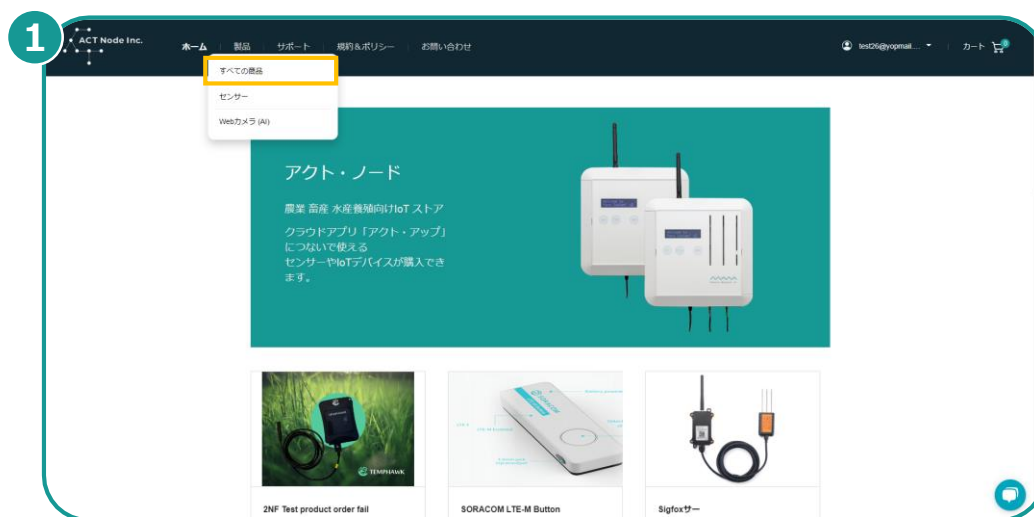 1
ACT Node Inc.
ホーム
製品
サポート
規約&ポリシー
お問い合わせ
test26@yopmail....
カート
0
すべての商品
センサー
Webカメラ (AI)
アクト・ノード
農業 畜産 水産養殖向けIoT ストア
クラウドアプリ「アクト・アップ」
につないで使える
センサーやIoTデバイスが購入でき
ます。
TEMPHAWK
SORACOM
2NF Test product order fail
SORACOM LTE-M Button
Sigfoxサー